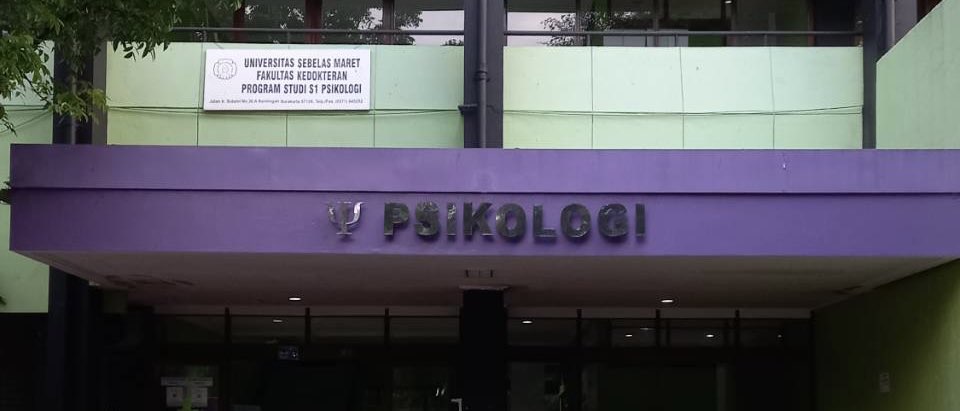 UNIVERSITAS SEBELAS MARET
FAKULTAS KEDOKTERAN
PROGRAM STUDI S1 PSIKOLOGI
Ψ PSIKOLOGI